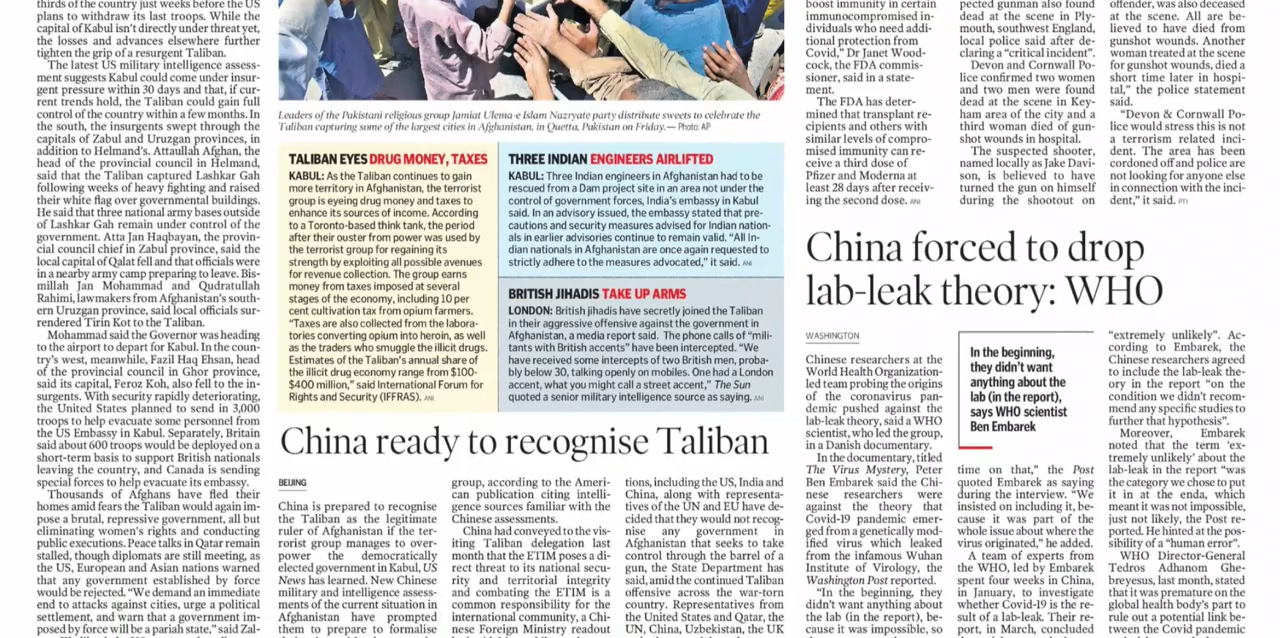 thirds of the country just before the US
plans to withdraw its last troops. While the
capital of Kabul isn't directly under threat yet,
the losses and advances elsewhere further
tighten the grip of a resurgent Taliban.
The latest US military intelligence assess-
ment suggests Kabul could come under insur-
gent pressure within 30 days and that, if cur-
rent trends hold, the Taliban could gain full
control of the country within a few months. In
the south, the insurgents swept through the
capitals of Zabul and Uruzgan provinces, in
addition to Helmand's. Attaullah Afghan, the
head of the provincial council in Helmand,
said that the Taliban captured Lashkar Gah
following weeks of heavy fighting and raised
their white flag over governmental buildings.
He said that three national army bases outside
of Lashkar Gah remain under control of the
government. Atta Jan Haqbayan, the provin-
cial council chief in Zabul province, said the
local capital of Qalat fell and that officials were
in a nearby army camp preparing to leave. Bis-
millah Jan Mohammad and Qudratullah
Rahimi, lawmakers from Afghanistan's south-
ern Uruzgan province, said local officials sur-
rendered Tirin Kot to the Taliban.
Mohammad said the Governor was heading
to the airport to depart for Kabul. In the coun-
try's west, meanwhile, Fazil Haq Ehsan, head
of the provincial council in Ghor province,
said its capital, Feroz Koh, also fell to the in-
surgents. With security rapidly deteriorating,
the United States planned to send in 3,000
troops to help evacuate some personnel from
the US Embassy in Kabul. Separately, Britain
said about 600 troops would be deployed on a
short-term basis to support British nationals
leaving the country, and Canada is sending
special forces to help evacuate its embassy.
Thousands of Afghans have fled their
homes amid fears the Taliban would again im-
pose a brutal, repressive government, all but
eliminating women's rights and conducting
public executions. Peace talks in Qatar remain
stalled, though diplomats are still meeting, as
the US, European and Asian nations warned
that any government established by force
would be rejected. "We demand an immediate
end to attacks against cities, urge a political
settlement, and warn that a government im-
posed by force will be a pariah state," said Zal-
Leaders of the Pakistani religious group Jamiat Ulema-e Islam Nazryate party distribute sweets to celebrate the
Taliban capturing some of the largest cities in Afghanistan, in Quetta, Pakistan on Friday.— Photo: AP
TALIBAN EYES DRUG MONEY, TAXES
KABUL: As the Taliban continues to gain
more territory in Afghanistan, the terrorist
group is eyeing drug money and taxes to
enhance its sources of income. According
to a Toronto-based think tank, the period
after their ouster from power was used by
the terrorist group for regaining its
strength by exploiting all possible avenues
for revenue collection. The group earns
money from taxes imposed at several
stages of the economy, including 10 per
cent cultivation tax from opium farmers.
"Taxes are also collected from the labora-
tories converting opium into heroin, as well
as the traders who smuggle the illicit drugs.
Estimates of the Taliban's annual share of
the illicit drug economy range from $100-
$400 million," said International Forum for
Rights and Security (IFFRAS). ANI
THREE INDIAN ENGINEERS AIRLIFTED
KABUL: Three Indian engineers in Afghanistan had to be
rescued from a Dam project site in an area not under the
control of government forces, India's embassy in Kabul
said. In an advisory issued, the embassy stated that pre-
cautions and security measures advised for Indian nation-
als in earlier advisories continue to remain valid. "All In-
dian nationals in Afghanistan are once again requested to
strictly adhere to the measures advocated," it said. ANI
BRITISH JIHADIS TAKE UP ARMS
LONDON: British jihadis have secretly joined the Taliban
in their aggressive offensive against the government in
Afghanistan, a media report said. The phone calls of "mili-
tants with British accents" have been intercepted. "We
have received some intercepts of two British men, proba-
bly below 30, talking openly on mobiles. One had a London
accent, what you might call a street accent," The Sun
quoted a senior military intelligence source as saying. ANI
China ready to recognise Taliban
BEIJING
China is prepared to recognise
the Taliban as the legitimate
ruler of Afghanistan if the ter-
rorist group manages to over-
power the democratically
elected government in Kabul, US
News has learned. New Chinese
military and intelligence assess-
ments of the current situation in
Afghanistan have prompted
them to prepare to formalise
group, according to the Ameri-
can publication citing intelli-
gence sources familiar with the
Chinese assessments.
China had conveyed to the vis-
iting Taliban delegation last
month that the ETIM poses a di-
rect threat to its national secu-
rity and territorial integrity
and combating the ETIM is a
common responsibility for the
international community, a Chi-
nese Foreign Ministry readout
tions, including the US, India and
China, along with representa-
tives of the UN and EU have de-
cided that they would not recog-
nise any government in
Afghanistan that seeks to take
control through the barrel of a
gun, the State Department has
said, amid the continued Taliban
offensive across the war-torn
country. Representatives from
the United States and Qatar, the
UN, China, Uzbekistan, the UK
boost immunity in certain
immunocompromised in-
dividuals who need addi-
tional protection from
Covid," Dr Janet Wood-
cock, the FDA commis-
sioner, said in a state-
ment.
The FDA has deter-
mined that transplant re-
cipients and others with
similar levels of compro-
mised immunity can re-
ceive a third dose of
Pfizer and Moderna at
least 28 days after receiv-
ing the second dose. ANI
pected gunman also found
dead at the scene in Ply-
mouth, southwest England,
local police said after de-
claring a "critical incident".
Devon and Cornwall Po-
lice confirmed two women
and two men were found
dead at the scene in Key-
ham area of the city and a
third woman died of gun-
shot wounds in hospital.
The suspected shooter,
named locally as Jake Davi-
son, is believed to have
turned the gun on himself
during the shootout on
offender, was also deceased
at the scene. All are be-
lieved to have died from
gunshot wounds. Another
woman treated at the scene
for gunshot wounds, died a
short time later in hospi-
tal," the police statement
said.
"Devon & Cornwall Po-
lice would stress this is not
a terrorism related inci-
dent. The area has been
cordoned off and police are
not looking for anyone else
in connection with the inci-
dent," it said. PTI
China forced to drop
lab-leak theory: WHO
WASHINGTON
Chinese researchers at the
World Health Organization-
led team probing the origins
of the coronavirus pan-
demic pushed against the
lab-leak theory, said a WHO
scientist, who led the group,
in a Danish documentary.
In the documentary, titled
The Virus Mystery, Peter
Ben Embarek said the Chi-
nese researchers were
against the theory that
Covid-19 pandemic emer-
ged from a genetically mod-
ified virus which leaked
from the infamous Wuhan
Institute of Virology, the
Washington Post reported.
"In the beginning, they
didn't want anything about
the lab (in the report), be-
cause it was impossible, so
In the beginning,
they didn't want
anything about the
lab (in the report),
says WHO scientist
Ben Embarek
time on that," the Post
quoted Embarek as saying
during the interview. "We
insisted on including it, be-
cause it was part of the
whole issue about where the
virus originated," he added.
A team of experts from
the WHO, led by Embarek
spent four weeks in China,
in January, to investigate
whether Covid-19 is the re-
sult of a lab-leak. Their re-
port, in March, concluded
"extremely unlikely". Ac-
cording to Embarek, the
Chinese researchers agreed
to include the lab-leak the-
ory in the report "on the
condition we didn't recom-
mend any specific studies to
further that hypothesis".
Moreover, Embarek
noted that the term 'ex-
tremely unlikely' about the
lab-leak in the report "was
the category we chose to put
it in at the enda, which
meant it was not impossible,
just not likely, the Post re-
ported. He hinted at the pos-
sibility of a "human error".
WHO Director-General
Tedros Adhanom Ghe-
breyesus, last month, stated
that it was premature on the
global health body's part to
rule out a potential link be-
tween the Covid pandemic